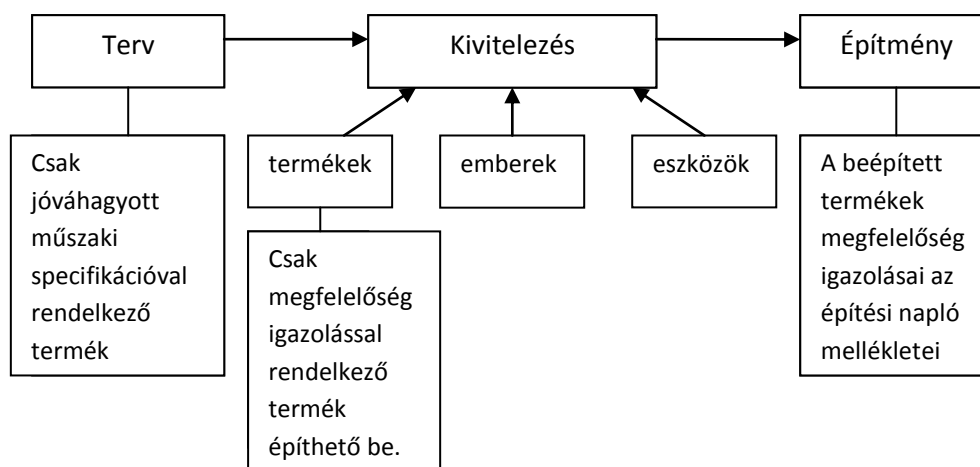 Terv
Kivitelezés
Építmény
Csak
jóváhagyott
műszaki
specifikációval
rendelkező
termék
termékek
emberek
eszközök
Csak
megfelelőség
igazolással
rendelkező
termék
építhető be.
A beépített
termékek
megfelelőség
igazolásai az
építési napló
mellékletei